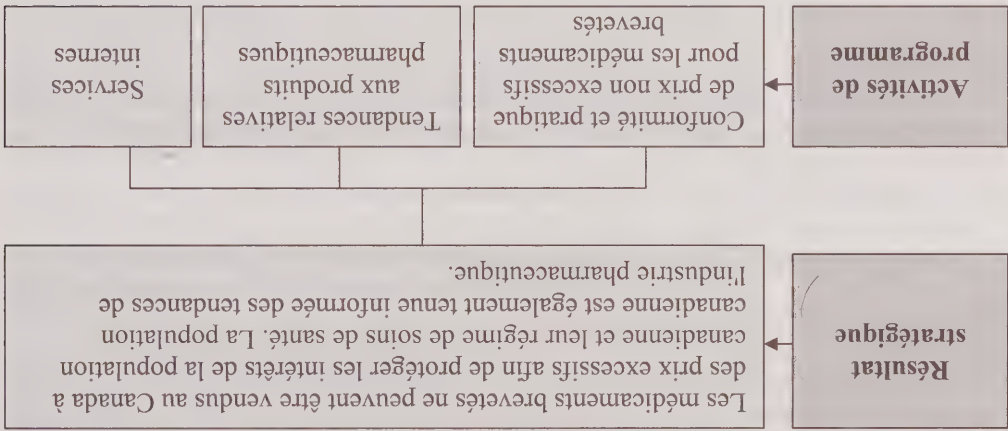 Résultat
stratégique
Les médicaments brevetés ne peuvent être vendus au Canada à
des prix excessifs afin de protéger les intérêts de la population
canadienne et leur régime de soins de santé. La population
canadienne est également tenue informée des tendances de
l'industrie pharmaceutique.
Activités de
programme
Conformité et pratique
de prix non excessifs
pour les médicaments
brevetés
Tendances relatives
aux produits
pharmaceutiques
Services
internes